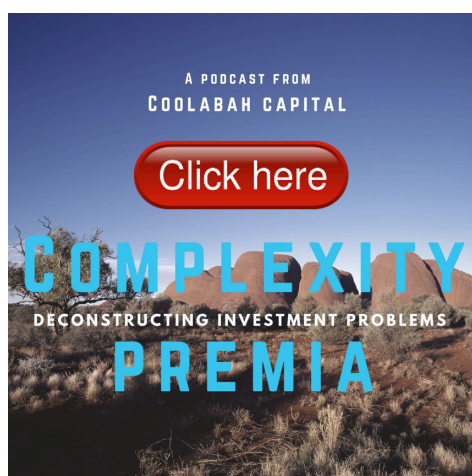 A PODCAST FROM
COOLABAH CAPITAL
Click here
COMPLEXITY
DECONSTRUCTING INVESTMENT PROBLEMS
PREMIA